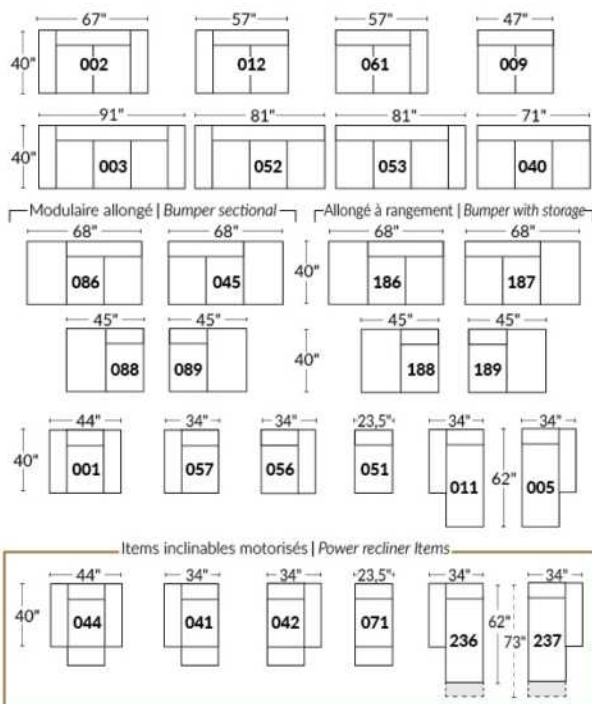 67" 57" 57" 47"
40" 002 012 061 009
91" 81" 81" 71"
40" 003 052 053 040
Modulaire allongé | Bumper sectional Allongé à rangement | Bumper with storage
68" 68" 68" 68"
086 045 40" 186 187
45" 45" 45" 45"
088 089 40" 188 189
44" 34" 34" 23,5" 34" 34"
40" 001 057 056 051 011 62" 005
Items inclinables motorisés | Power recliner Items
44" 34" 34" 23,5" 34" 34"
40" 044 041 042 071 236 62" 73" 237